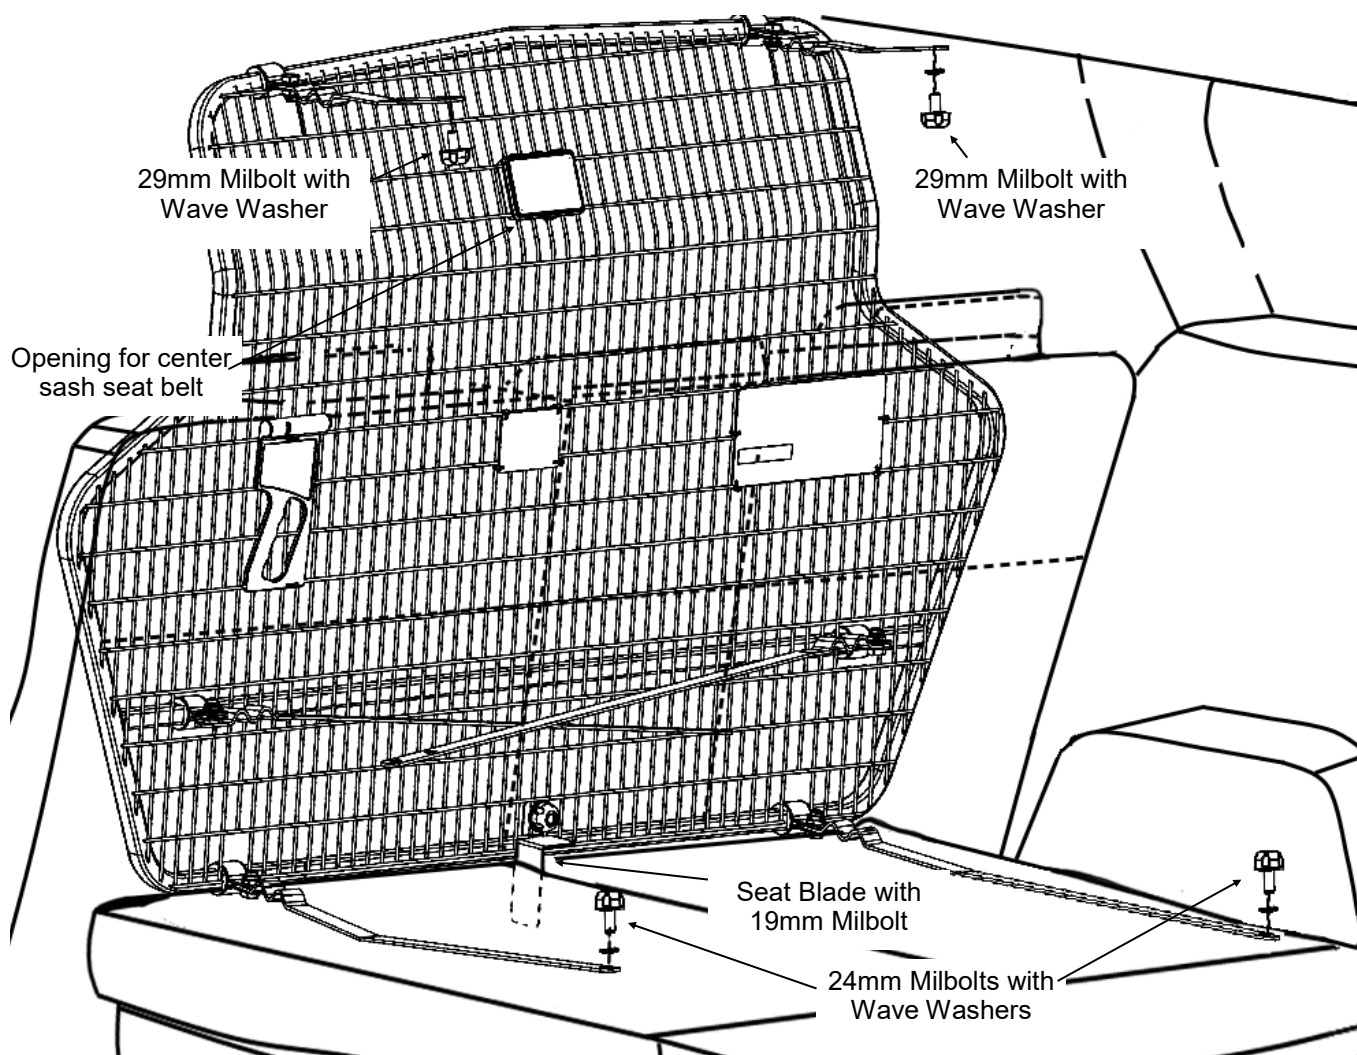 29mm Milbolt with
Wave Washer
29mm Milbolt with
Wave Washer
Opening for center
sash seat belt
Seat Blade with
19mm Milbolt
24mm Milbolts with
Wave Washers